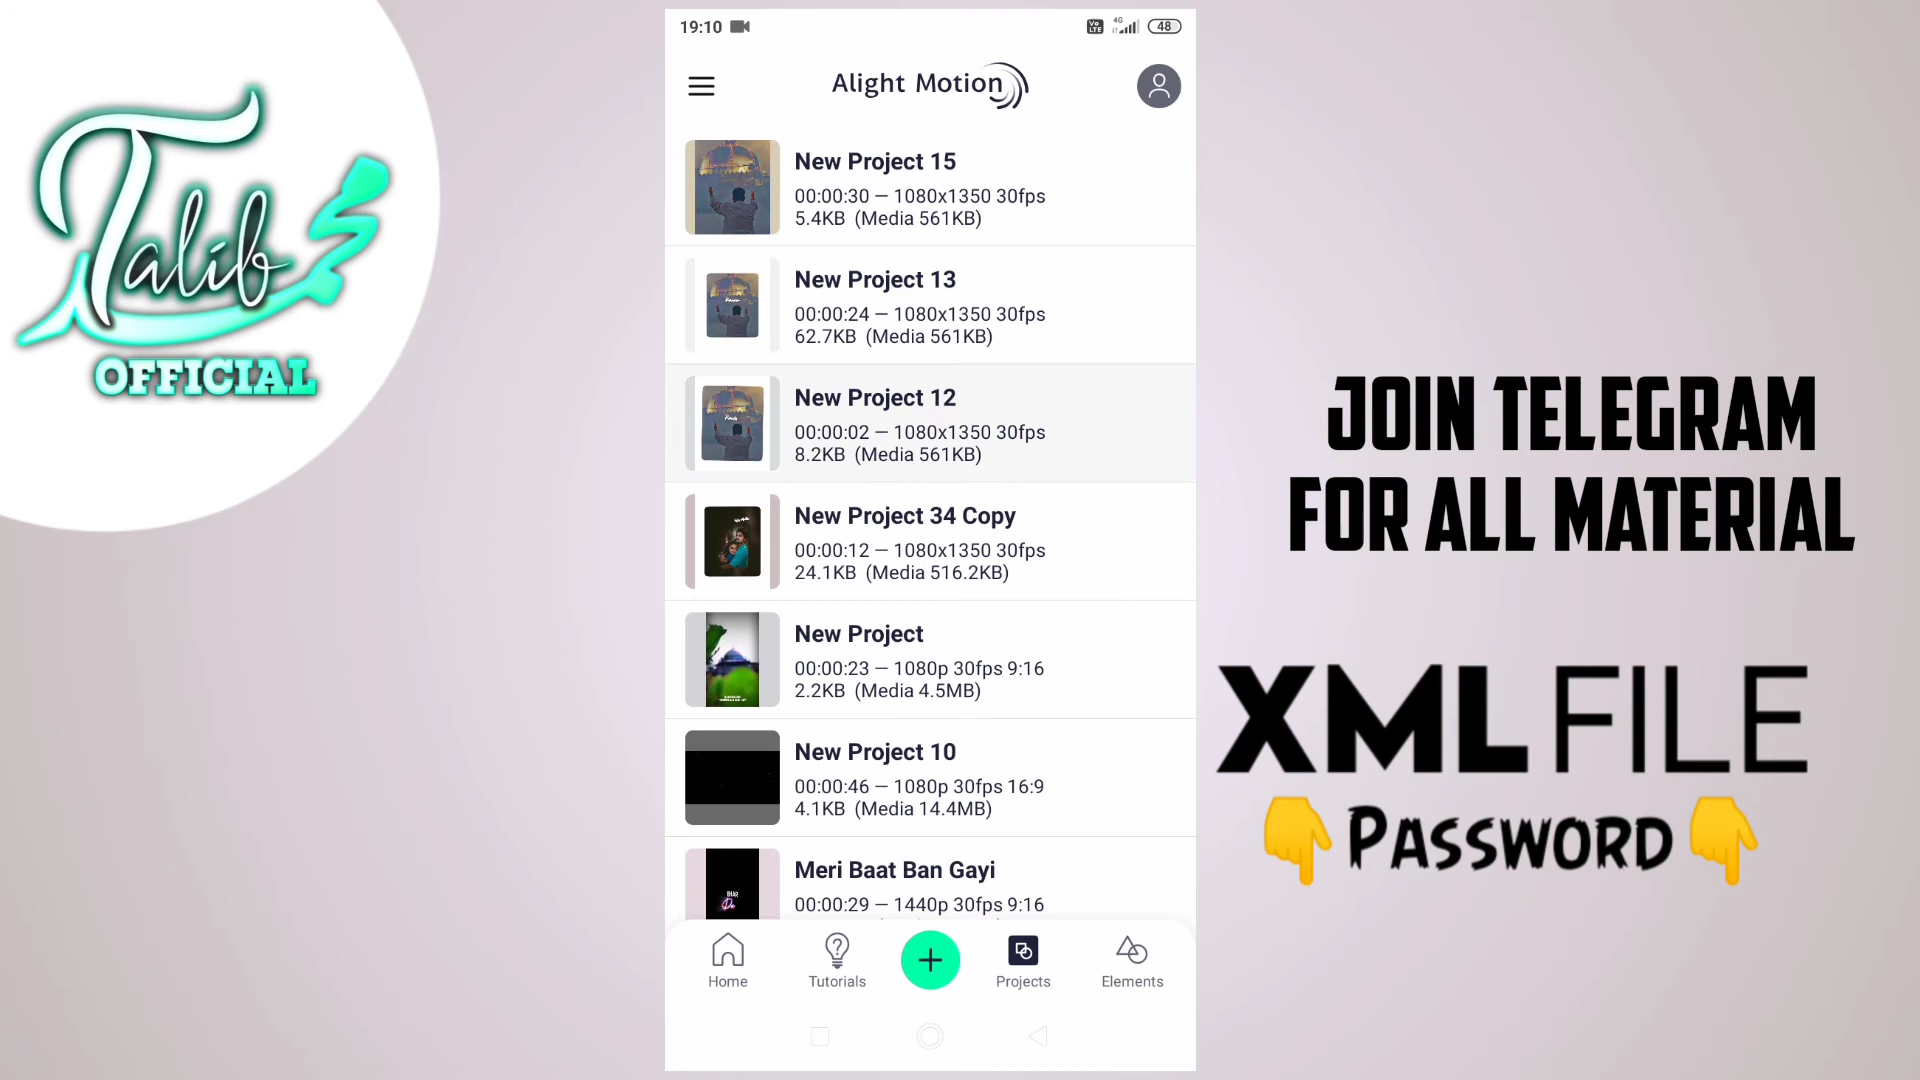 Talib
محمد
OFFICIAL
19:10
Vo LTE 4G 48
Alight Motion
New Project 15
00:00:30 — 1080x1350 30fps
5.4KB (Media 561KB)
New Project 13
00:00:24 — 1080x1350 30fps
62.7KB (Media 561KB)
New Project 12
00:00:02 — 1080x1350 30fps
8.2KB (Media 561KB)
New Project 34 Copy
00:00:12 — 1080x1350 30fps
24.1KB (Media 516.2KB)
New Project
00:00:23 — 1080p 30fps 9:16
2.2KB (Media 4.5MB)
New Project 10
00:00:46 — 1080p 30fps 16:9
4.1KB (Media 14.4MB)
Meri Baat Ban Gayi
00:00:29 — 1440p 30fps 9:16
Home
Tutorials
Projects
Elements
JOIN TELEGRAM
FOR ALL MATERIAL
XML FILE
PASSWORD